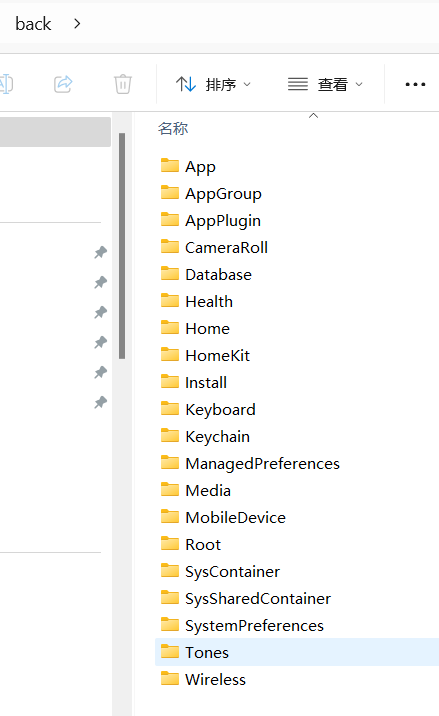 back
排序
查看
名称
App
AppGroup
AppPlugin
CameraRoll
Database
Health
Home
HomeKit
Install
Keyboard
Keychain
ManagedPreferences
Media
MobileDevice
Root
SysContainer
SysSharedContainer
SystemPreferences
Tones
Wireless